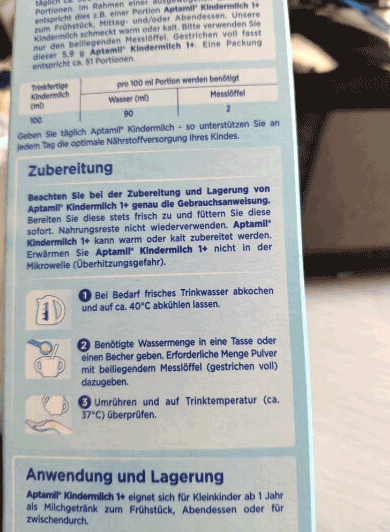 Portionen. Im Rahmen einer
entspricht dies z.B. einer Portion Aptamil® Kindermilch 1+
zum Frühstück, Mittag- und/oder Abendessen. Unsere
Kindermilch schmeckt warm oder kalt. Bitte verwenden Sie
nur den beiliegenden Messlöffel. Gestrichen voll fasst
dieser 5,9 g Aptamil® Kindermilch 1+. Eine Packung
entspricht ca. 51 Portionen.
Trinkfertige Kindermilch (ml) pro 100 ml Portion werden benötigt
Wasser (ml) Messlöffel
100 90 2
Geben Sie täglich Aptamil® Kindermilch - so unterstützen Sie an
jedem Tag die optimale Nährstoffversorgung Ihres Kindes.
Zubereitung
Beachten Sie bei der Zubereitung und Lagerung von
Aptamil® Kindermilch 1+ genau die Gebrauchsanweisung.
Bereiten Sie diese stets frisch zu und füttern Sie diese
sofort. Nahrungsreste nicht wiederverwenden. Aptamil®
Kindermilch 1+ kann warm oder kalt zubereitet werden.
Erwärmen Sie Aptamil® Kindermilch 1+ nicht in der
Mikrowelle (Überhitzungsgefahr).
1 Bei Bedarf frisches Trinkwasser abkochen
und auf ca. 40°C abkühlen lassen.
2 Benötigte Wassermenge in eine Tasse oder
einen Becher geben. Erforderliche Menge Pulver
mit beiliegendem Messlöffel (gestrichen voll)
dazugeben.
3 Umrühren und auf Trinktemperatur (ca.
37°C) überprüfen.
Anwendung und Lagerung
Aptamil® Kindermilch 1+ eignet sich für Kleinkinder ab 1 Jahr
als Milchgetränk zum Frühstück, Abendessen oder für
zwischendurch.